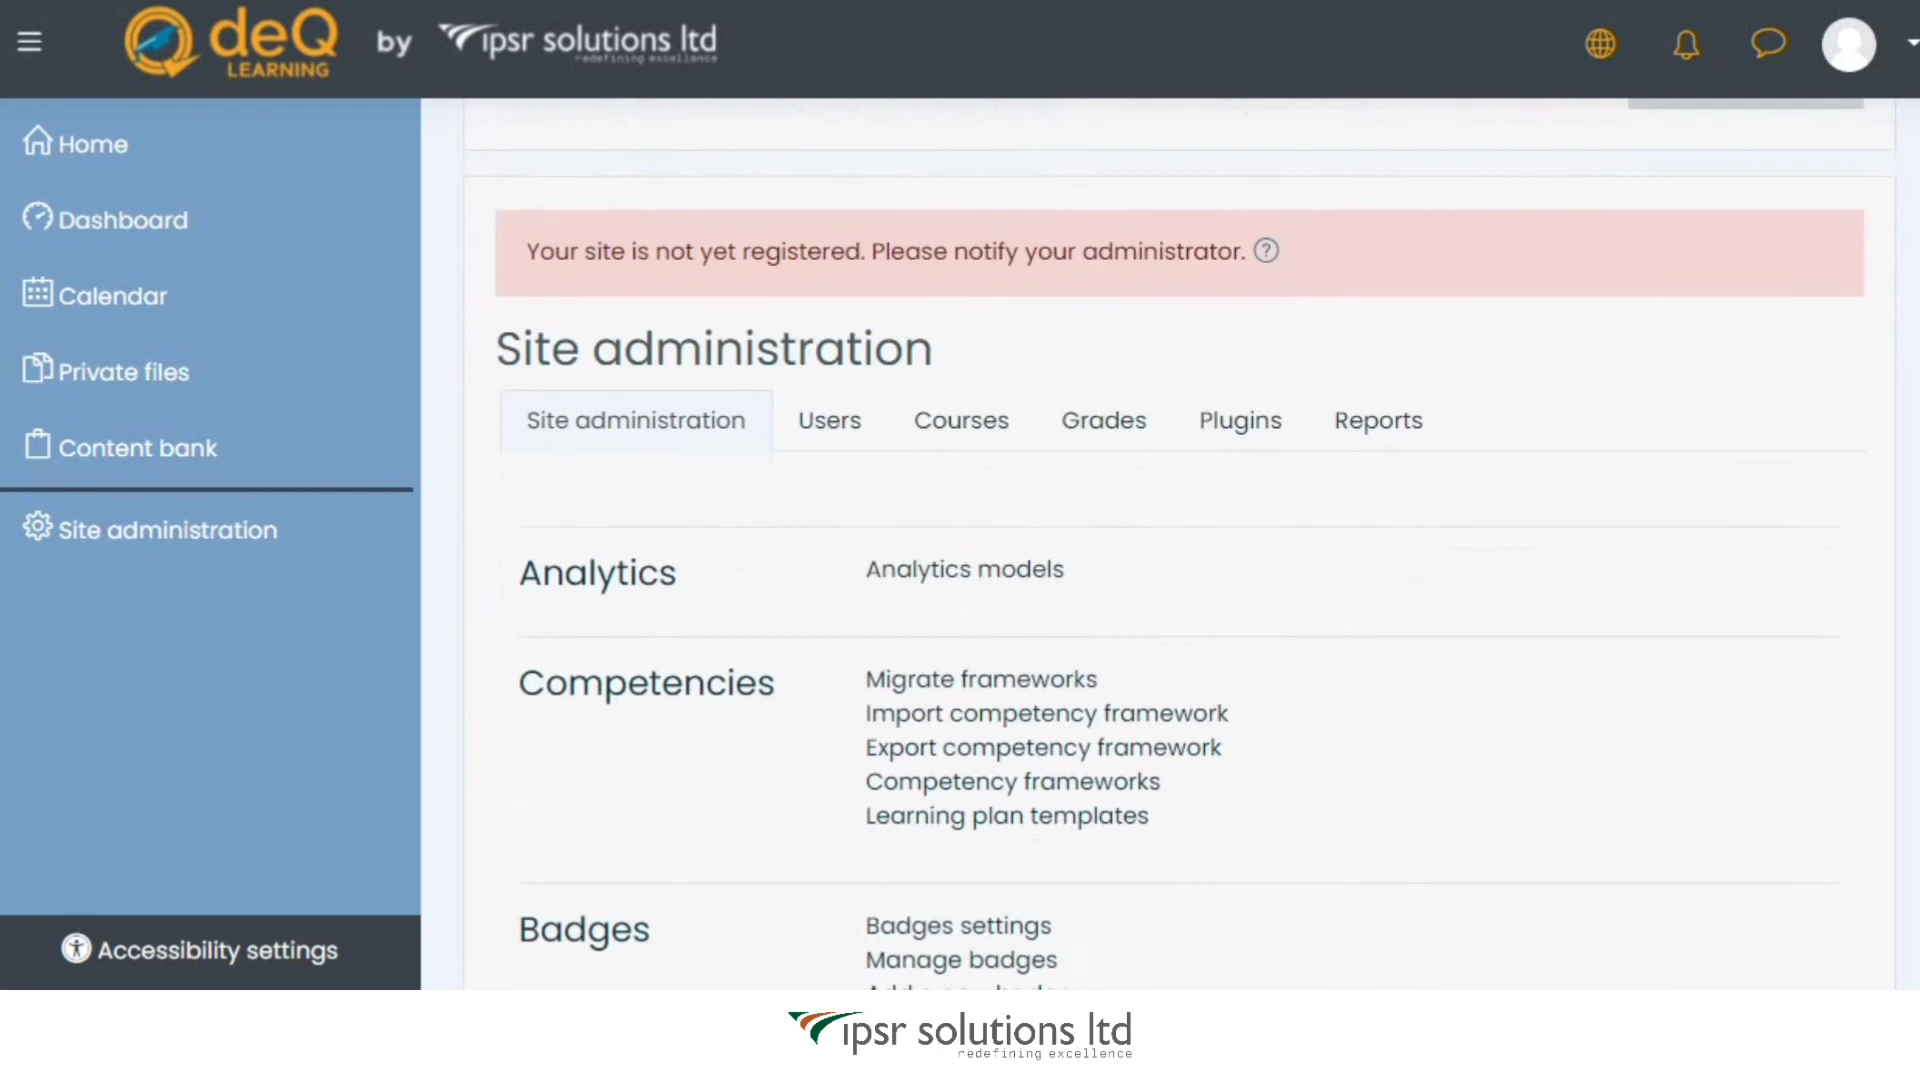 deQ
LEARNING
by
ipsr solutions ltd
redefining excellence
Home
Dashboard
Calendar
Private files
Content bank
Site administration
Accessibility settings
Your site is not yet registered. Please notify your administrator.
Site administration
Site administration Users Courses Grades Plugins Reports
Analytics
Analytics models
Competencies
Migrate frameworks
Import competency framework
Export competency framework
Competency frameworks
Learning plan templates
Badges
Badges settings
Manage badges
ipsr solutions ltd
redefining excellence